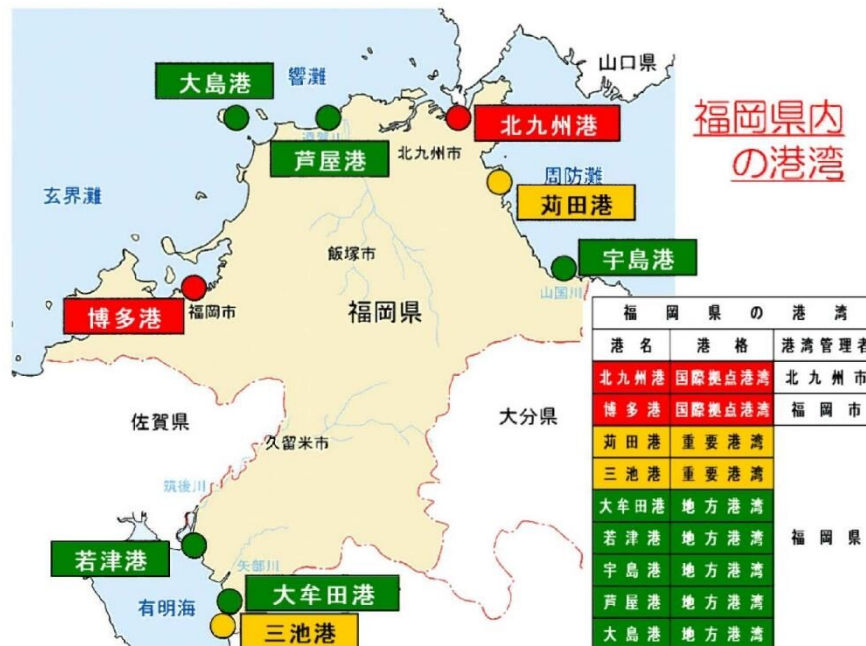 山口県
響灘
大島港
北九州港
福岡県内
の港湾
遠賀川
芦屋港
北九州市
周防灘
玄界灘
苅田港
飯塚市
宇島港
山国川
博多港
福岡市
福岡県
佐賀県
大分県
久留米市
筑後川
若津港
矢部川
有明海
大牟田港
三池港
福岡県の港湾
港名 港格 港湾管理者
北九州港 国際拠点港湾 北九州市
博多港 国際拠点港湾 福岡市
苅田港 重要港湾
三池港 重要港湾
大牟田港 地方港湾
若津港 地方港湾 福岡県
宇島港 地方港湾
芦屋港 地方港湾
大島港 地方港湾